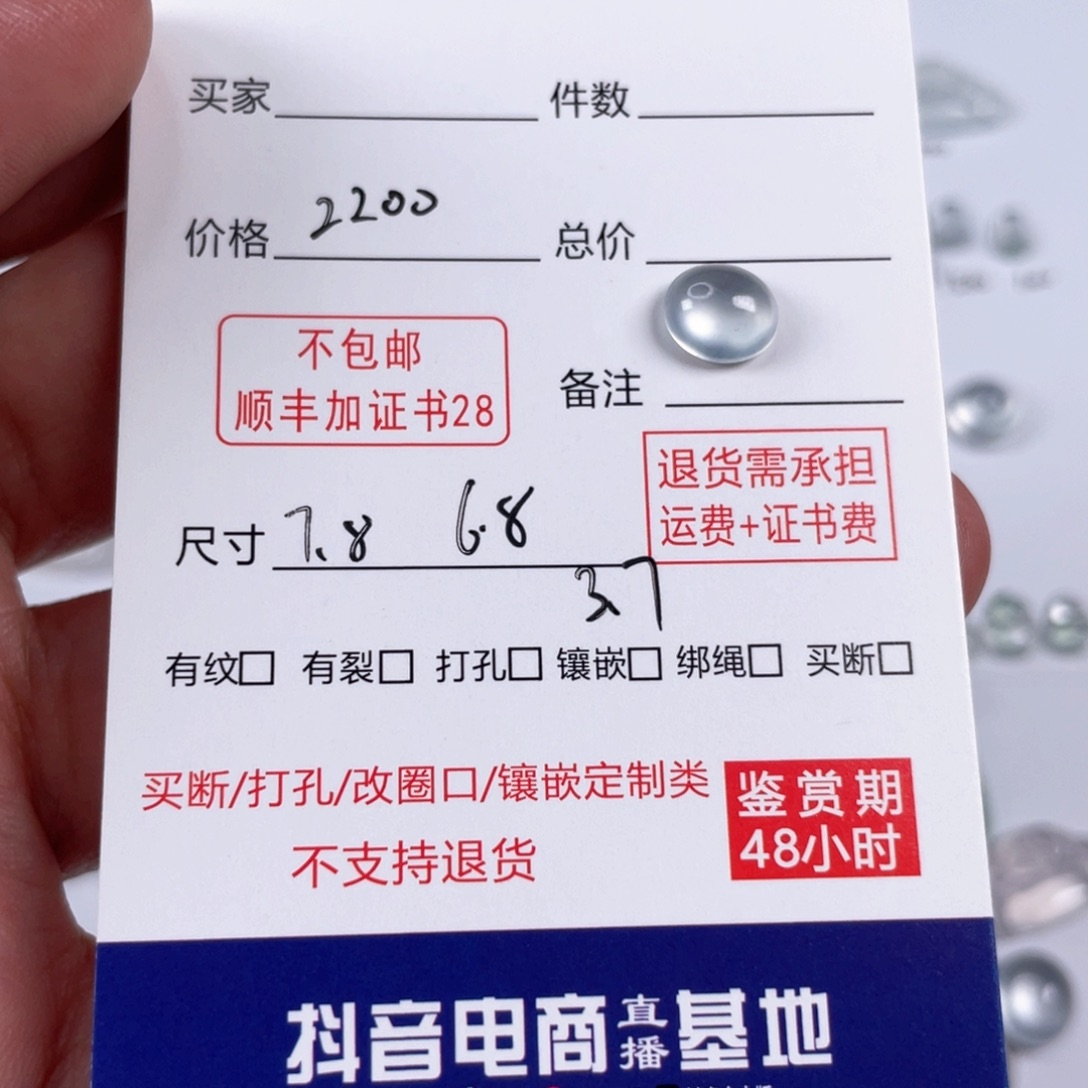 买家 件数
价格 2200 总价
不包邮
顺丰加证书28
备注
退货需承担
运费+证书费
尺寸 7.8 6.8
3.7
有纹□ 有裂□ 打孔□ 镶嵌□ 绑绳□ 买断□
买断/打孔/改圈口/镶嵌定制类
不支持退货
鉴赏期
48小时
抖音电商直播基地